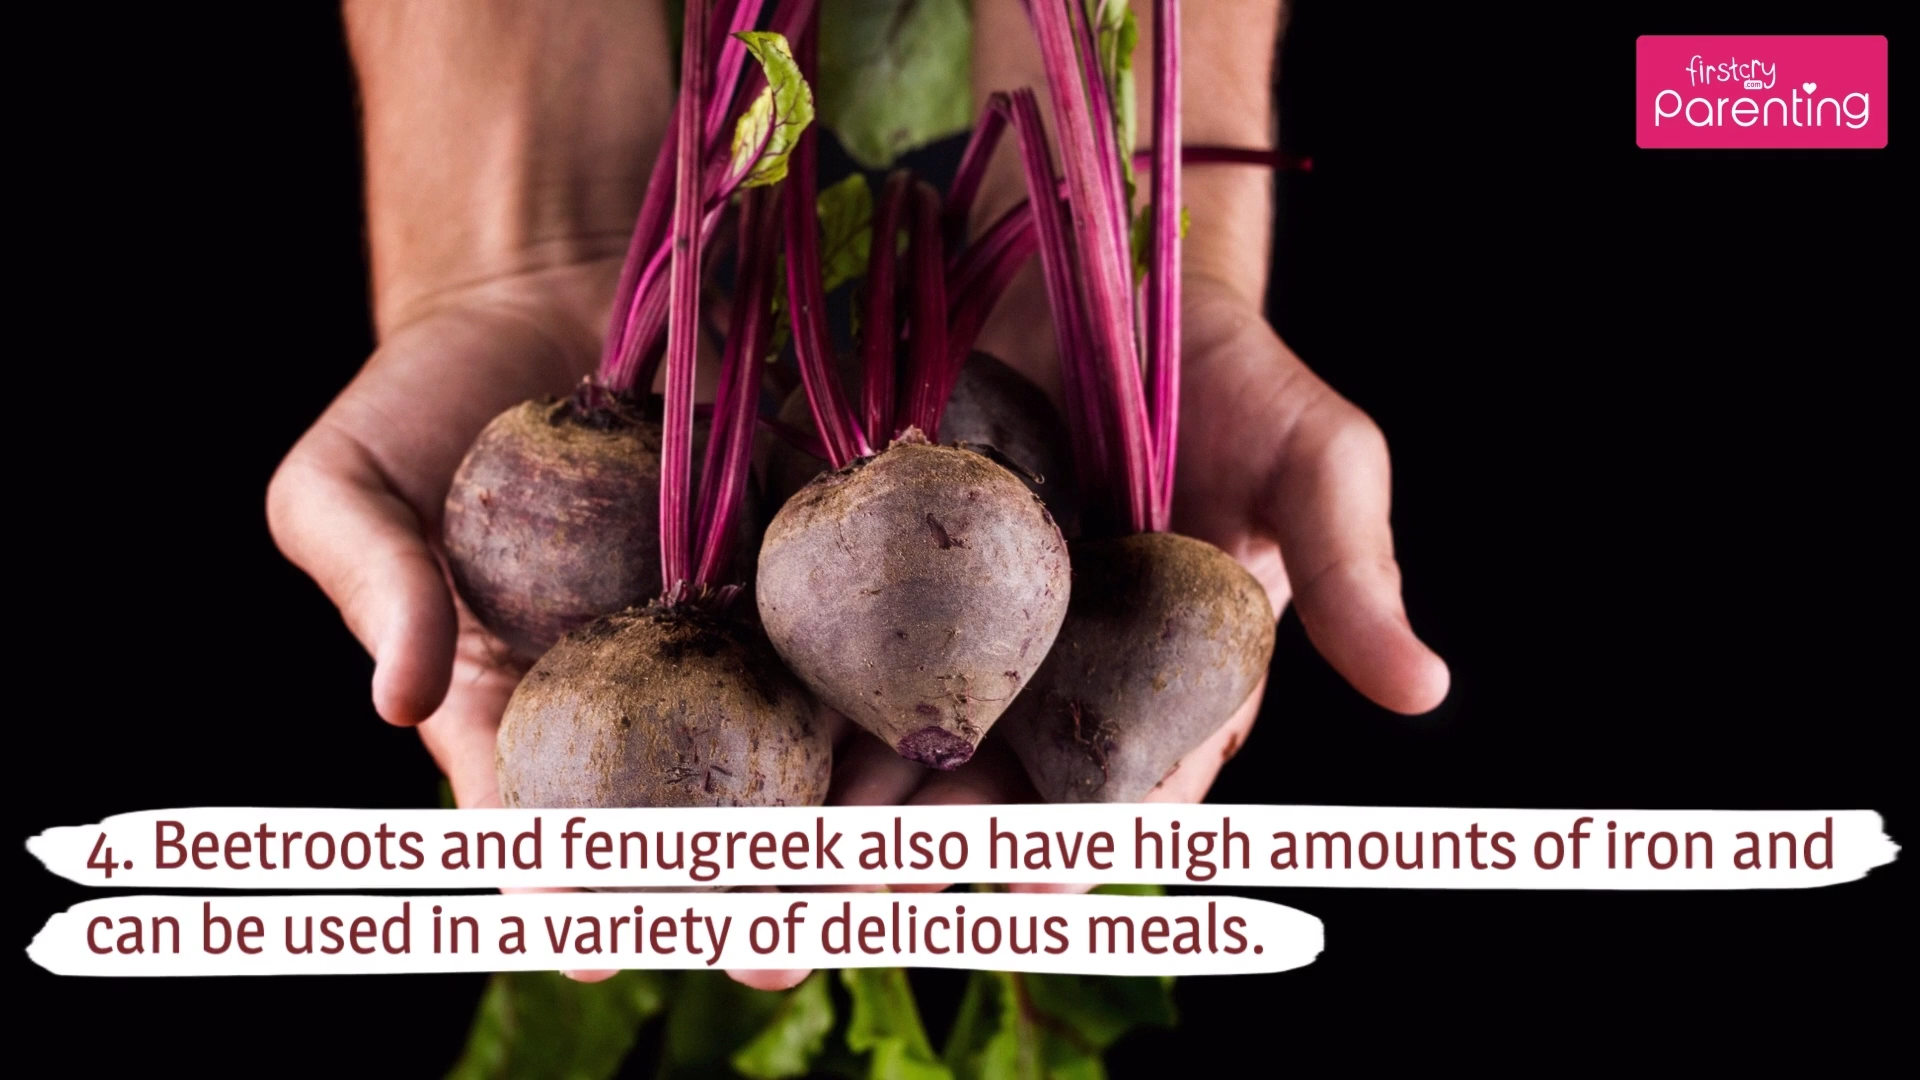 firstcry
.com
Parenting
4. Beetroots and fenugreek also have high amounts of iron and
can be used in a variety of delicious meals.